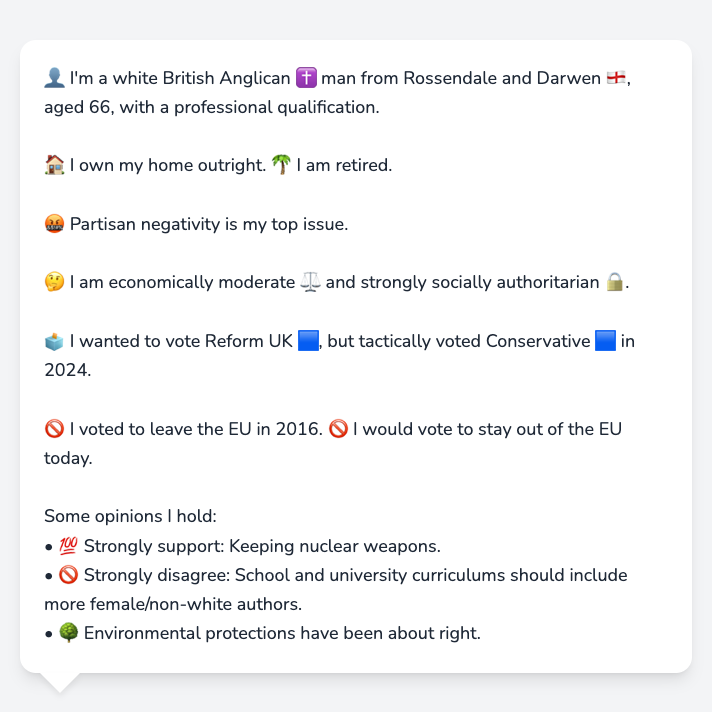 👤 I'm a white British Anglican ✝️ man from Rossendale and Darwen 🏴󠁧󠁢󠁥󠁮󠁧󠁿,
aged 66, with a professional qualification.
🏠 I own my home outright. 🌴 I am retired.
🤬 Partisan negativity is my top issue.
🤔 I am economically moderate ⚖️ and strongly socially authoritarian 🔒.
🗳️ I wanted to vote Reform UK 🟦, but tactically voted Conservative 🟦 in
2024.
🚫 I voted to leave the EU in 2016. 🚫 I would vote to stay out of the EU
today.
Some opinions I hold:
• 💯 Strongly support: Keeping nuclear weapons.
• 🚫 Strongly disagree: School and university curriculums should include
more female/non-white authors.
• 🌳 Environmental protections have been about right.